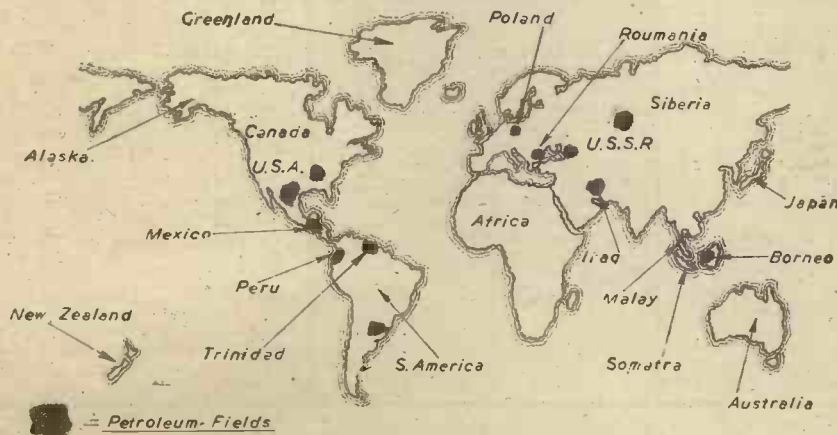 Greenland
Poland
Roumania
Siberia
Canada
Alaska.
U.S.A.
U.S.S.R
Japan
Mexico
Africa
Iraq
Borneo
Peru
Malay
New Zealand
Trinidad
S. America
Somatra
Australia
= Petroleum-Fields